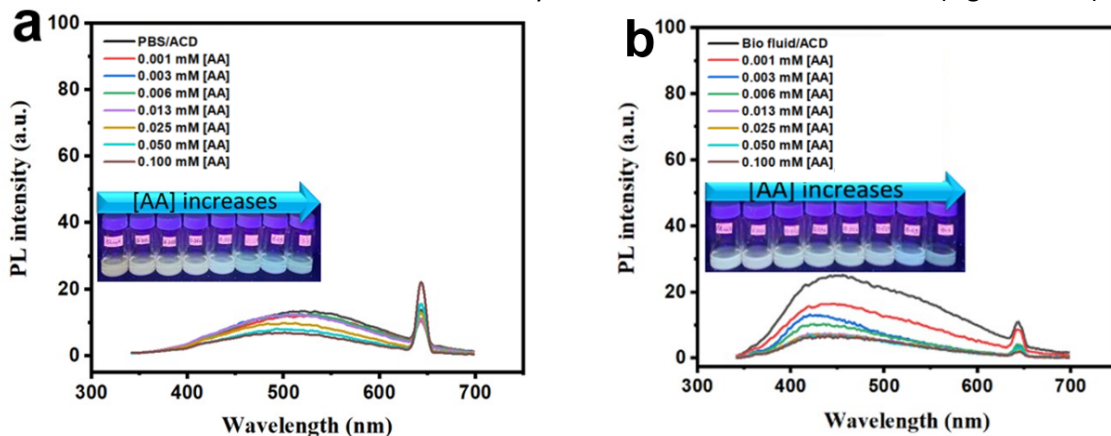 a
100
80
60
40
20
0
PL intensity (a.u.)
PBS/ACD
0.001 mM [AA]
0.003 mM [AA]
0.006 mM [AA]
0.013 mM [AA]
0.025 mM [AA]
0.050 mM [AA]
0.100 mM [AA]
[AA] increases
300 400 500 600 700
Wavelength (nm)
b
100
80
60
40
20
0
PL intensity (a.u.)
Bio fluid/ACD
0.001 mM [AA]
0.003 mM [AA]
0.006 mM [AA]
0.013 mM [AA]
0.025 mM [AA]
0.050 mM [AA]
0.100 mM [AA]
[AA] increases
300 400 500 600 700
Wavelength (nm)